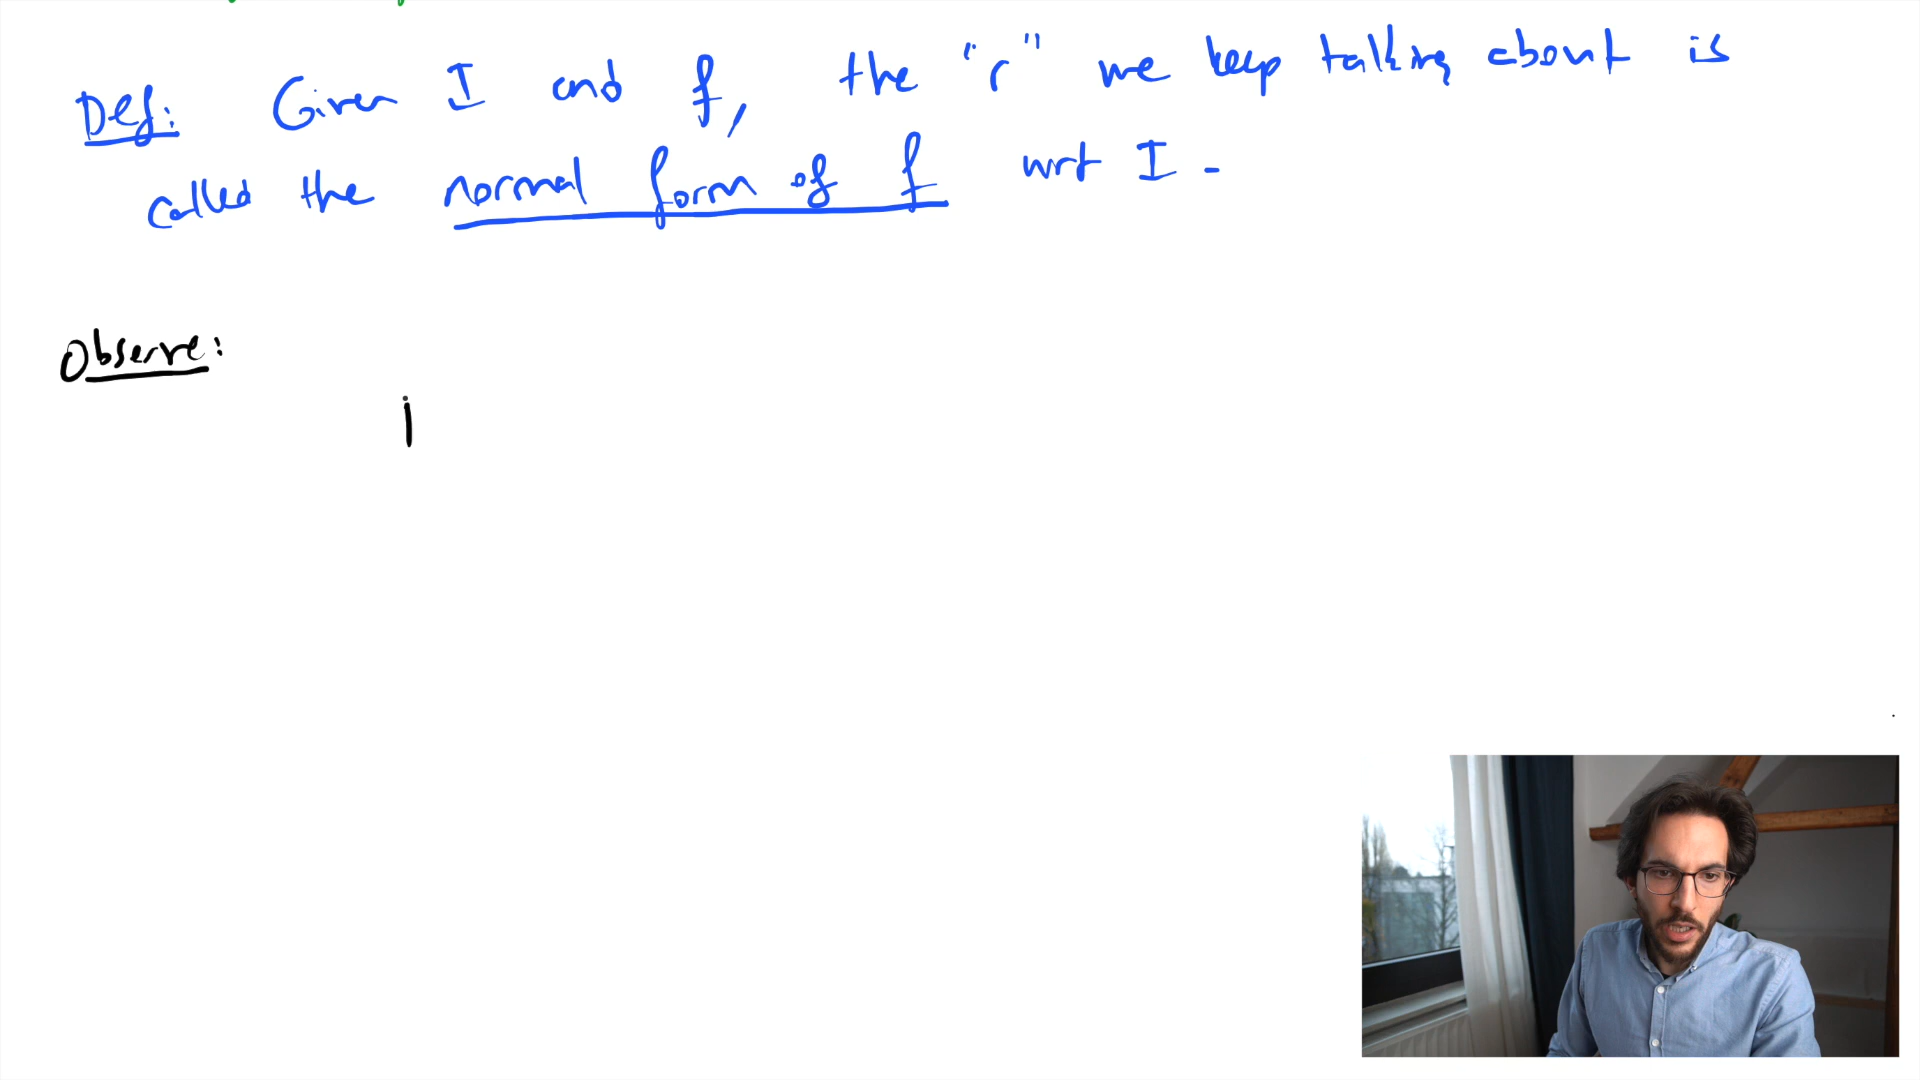 Def: Given I and f, the "r" we keep talking about is
called the normal form of f wrt I.
Observe: